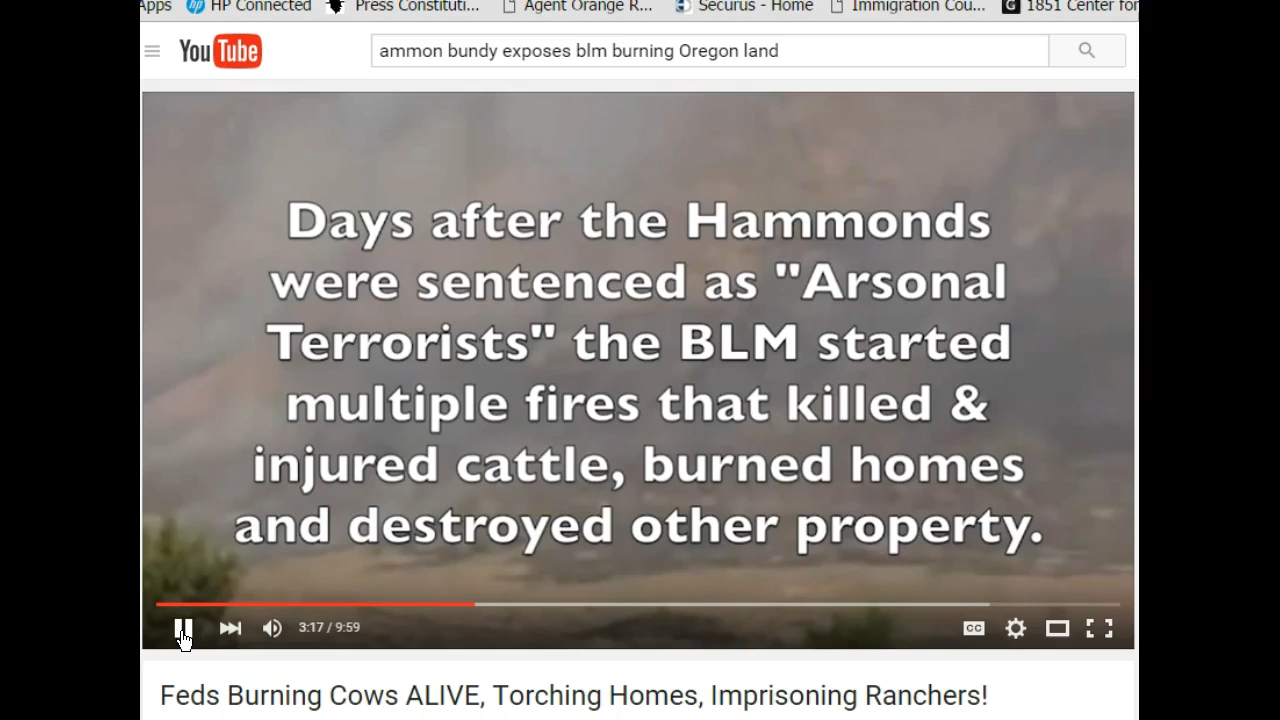 Apps HP Connected Press Constituti... Agent Orange R... Securus - Home Immigration Cou... 1851 Center for
YouTube
ammon bundy exposes blm burning Oregon land
Days after the Hammonds
were sentenced as "Arsonal
Terrorists" the BLM started
multiple fires that killed &
injured cattle, burned homes
and destroyed other property.
3:17 / 9:59
CC
Feds Burning Cows ALIVE, Torching Homes, Imprisoning Ranchers!